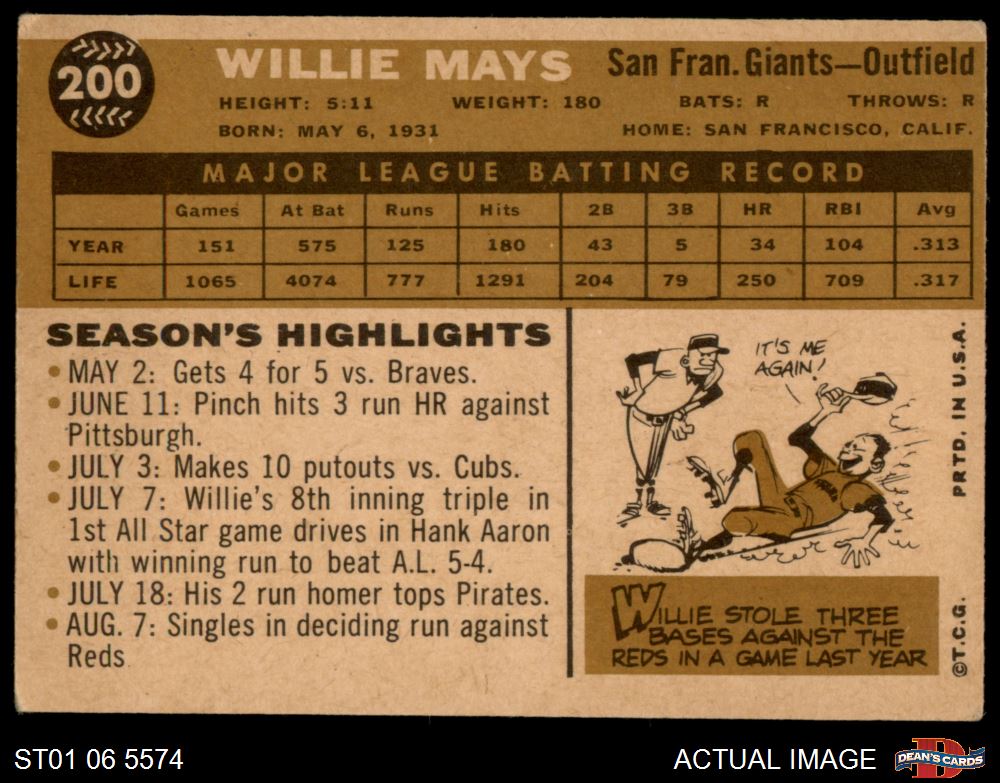 200
WILLIE MAYS San Fran. Giants—Outfield
HEIGHT: 5:11 WEIGHT: 180 BATS: R THROWS: R
BORN: MAY 6, 1931 HOME: SAN FRANCISCO, CALIF.
MAJOR LEAGUE BATTING RECORD
Games At Bat Runs Hits 2B 3B HR RBI Avg
YEAR 151 575 125 180 43 5 34 104 .313
LIFE 1065 4074 777 1291 204 79 250 709 .317
SEASON'S HIGHLIGHTS
• MAY 2: Gets 4 for 5 vs. Braves.
• JUNE 11: Pinch hits 3 run HR against
Pittsburgh.
• JULY 3: Makes 10 putouts vs. Cubs.
• JULY 7: Willie's 8th inning triple in
1st All Star game drives in Hank Aaron
with winning run to beat A.L. 5-4.
• JULY 18: His 2 run homer tops Pirates.
• AUG. 7: Singles in deciding run against
Reds
IT'S ME
AGAIN!
WILLIE STOLE THREE
BASES AGAINST THE
REDS IN A GAME LAST YEAR
©T.C.G. PRTD. IN U.S.A.
ST01 06 5574 ACTUAL IMAGE
D
DEAN'S CARDS